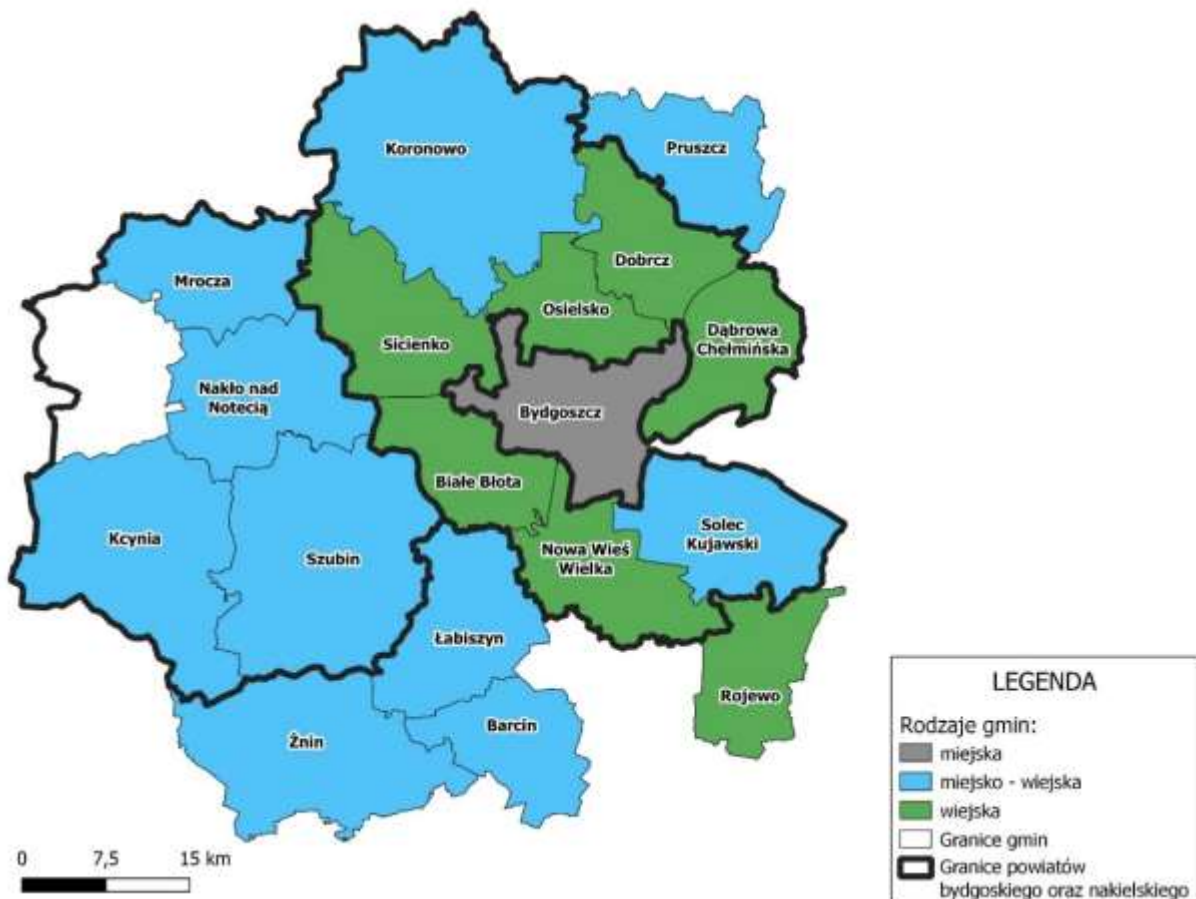 Koronowo
Pruszcz
Mrocza
Dobrcz
Osielsko
Sicienko
Dąbrowa
Chełmińska
Nakło nad
Notecią
Bydgoszcz
Białe Błota
Kcynia
Szubin
Nowa Wieś
Wielka
Solec
Kujawski
Łabiszyn
Rojewo
Żnin
Barcin
LEGENDA
Rodzaje gmin:
miejska
miejsko - wiejska
wiejska
Granice gmin
Granice powiatów
bydgoskiego oraz nakielskiego
0 7,5 15 km